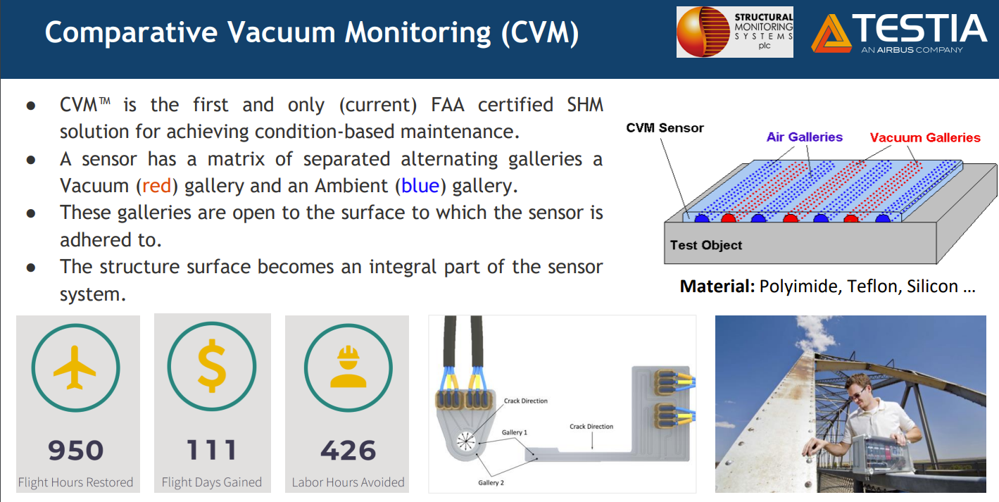 Comparative Vacuum Monitoring (CVM)
STRUCTURAL
MONITORING
SYSTEMS
plc
TESTIA
AN AIRBUS COMPANY
● CVM™ is the first and only (current) FAA certified SHM
solution for achieving condition-based maintenance.
● A sensor has a matrix of separated alternating galleries a
Vacuum (red) gallery and an Ambient (blue) gallery.
● These galleries are open to the surface to which the sensor is
adhered to.
● The structure surface becomes an integral part of the sensor
system.
CVM Sensor
Air Galleries
Vacuum Galleries
Test Object
Material: Polyimide, Teflon, Silicon ...
950
Flight Hours Restored
$
111
Flight Days Gained
426
Labor Hours Avoided
Crack Direction
Gallery 1
Crack Direction
Gallery 2